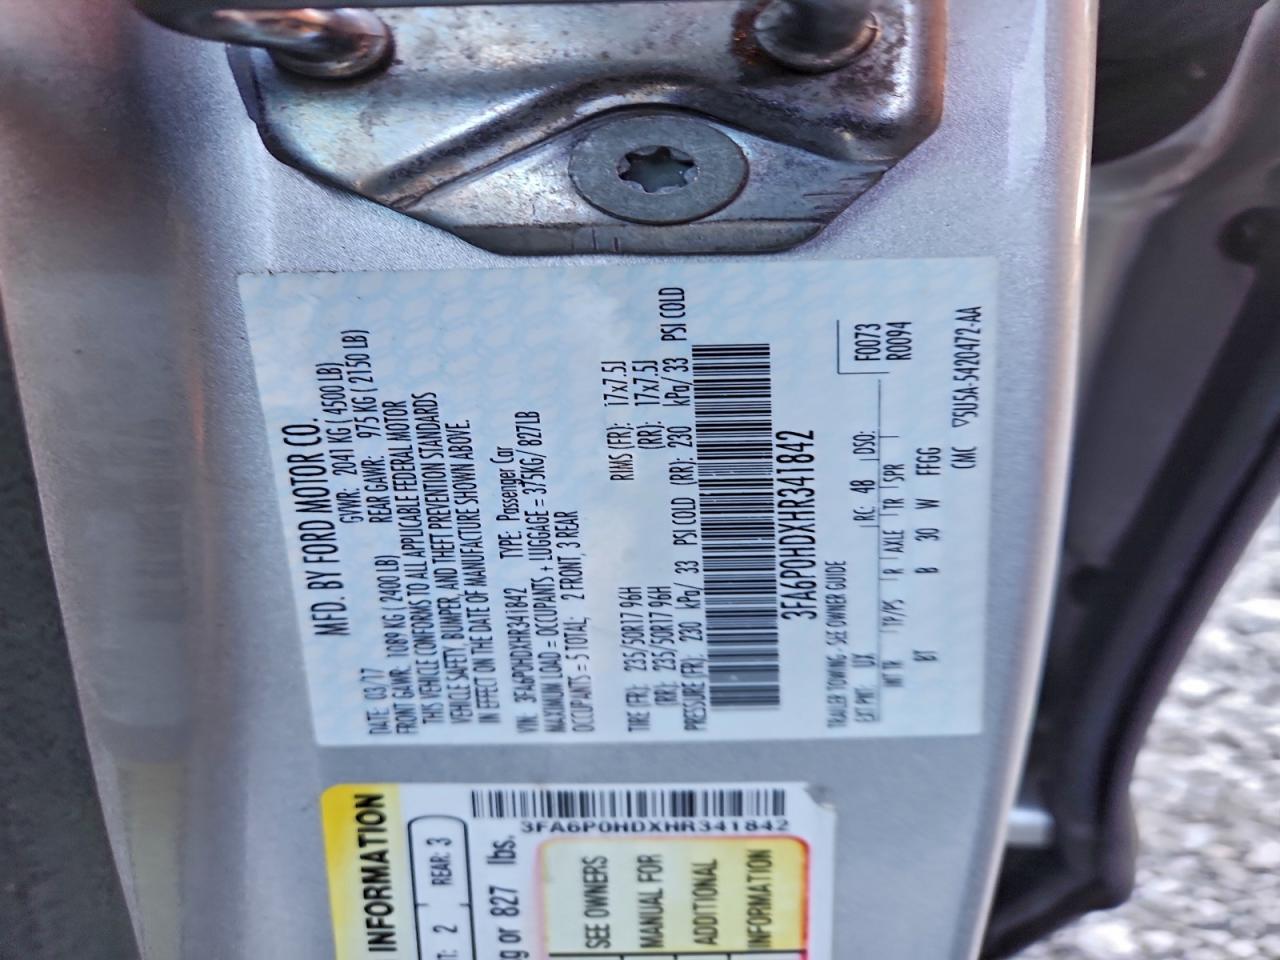 MFD. BY FORD MOTOR CO.
DATE: 03/17 GVWR: 2041 KG ( 4500 LB)
FRONT GAWR: 1089 KG ( 2400 LB) REAR GAWR: 975 KG ( 2150 LB)
THIS VEHICLE CONFORMS TO ALL APPLICABLE FEDERAL MOTOR
VEHICLE SAFETY, BUMPER, AND THEFT PREVENTION STANDARDS
IN EFFECT ON THE DATE OF MANUFACTURE SHOWN ABOVE.
VIN: 3FA6P0HDXHR341842 TYPE: Passenger Car
MAXIMUM LOAD = OCCUPANTS + LUGGAGE = 375KG/ 827LB
OCCUPANTS = 5 TOTAL; 2 FRONT, 3 REAR
TIRE (FR): 235/50R17 96H RIMS (FR): 17x7.5J
(RR): 235/50R17 96H (RR): 17x7.5J
PRESSURE (FR): 230 kPa/ 33 PSI COLD (RR): 230 kPa/ 33 PSI COLD
3FA6P0HDXHR341842
TRAILER TOWING - SEE OWNER GUIDE F0073
EXT PNT: UX RC: 48 DSO: R0094
INT TR TP/PS R AXLE TR SPR
BT B 30 W FFGG
CMC ▽5U5A-5420472-AA
INFORMATION
T: 2 REAR: 3
g or 827 lbs.
3FA6P0HDXHR341842
SEE OWNERS
MANUAL FOR
ADDITIONAL
INFORMATION